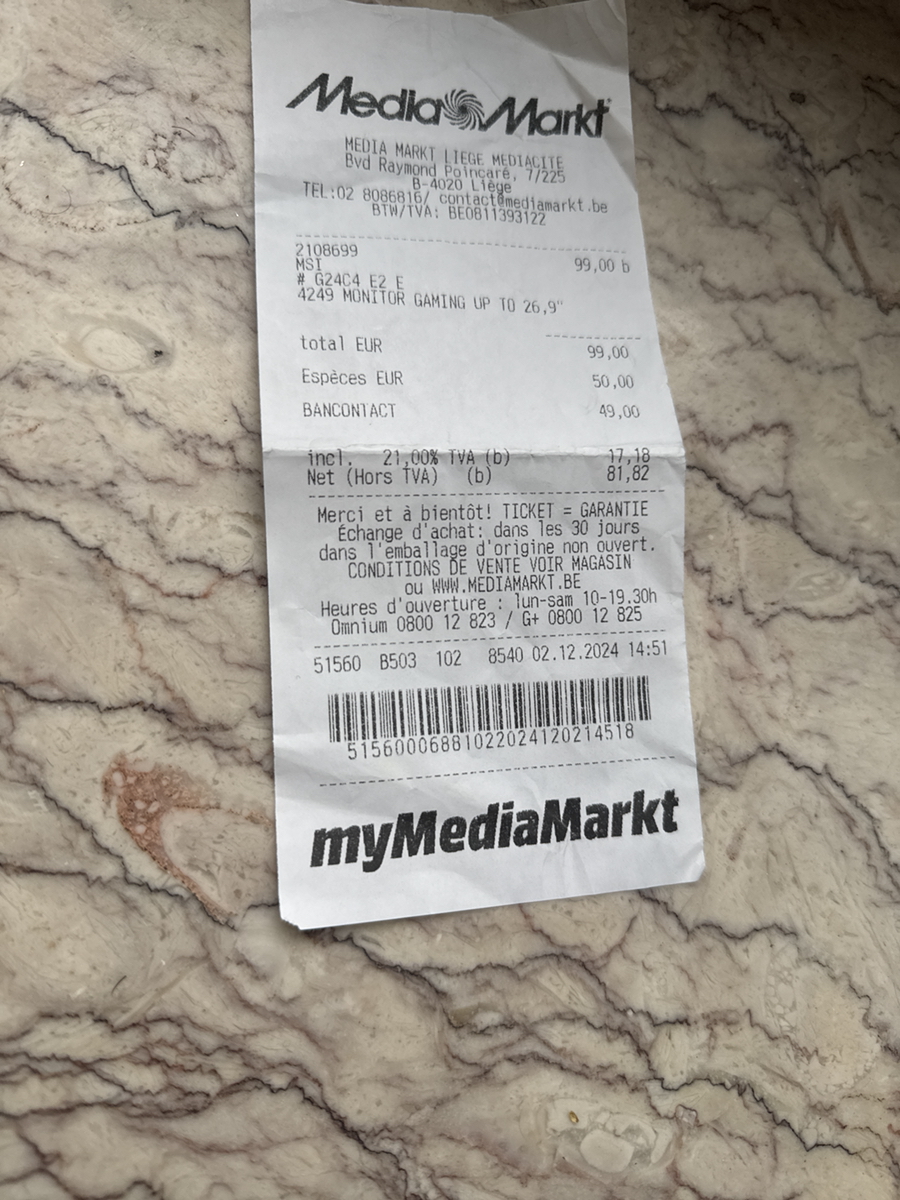 Media Markt
MEDIA MARKT LIEGE MEDIACITE
Bvd Raymond Poincaré, 7/225
B-4020 Liège
TEL:02 8086816/ contact@mediamarkt.be
BTW/TVA: BE0811393122
2108699
MSI 99,00 b
# G24C4 E2 E
4249 MONITOR GAMING UP TO 26,9"
total EUR 99,00
Espèces EUR 50,00
BANCONTACT 49,00
incl. 21,00% TVA (b) 17,18
Net (Hors TVA) (b) 81,82
Merci et à bientôt! TICKET = GARANTIE
Échange d'achat: dans les 30 jours
dans l'emballage d'origine non ouvert.
CONDITIONS DE VENTE VOIR MAGASIN
ou WWW.MEDIAMARKT.BE
Heures d'ouverture : lun-sam 10-19.30h
Omnium 0800 12 823 / G+ 0800 12 825
51560 B503 102 8540 02.12.2024 14:51
51560006881022024120214518
myMediaMarkt